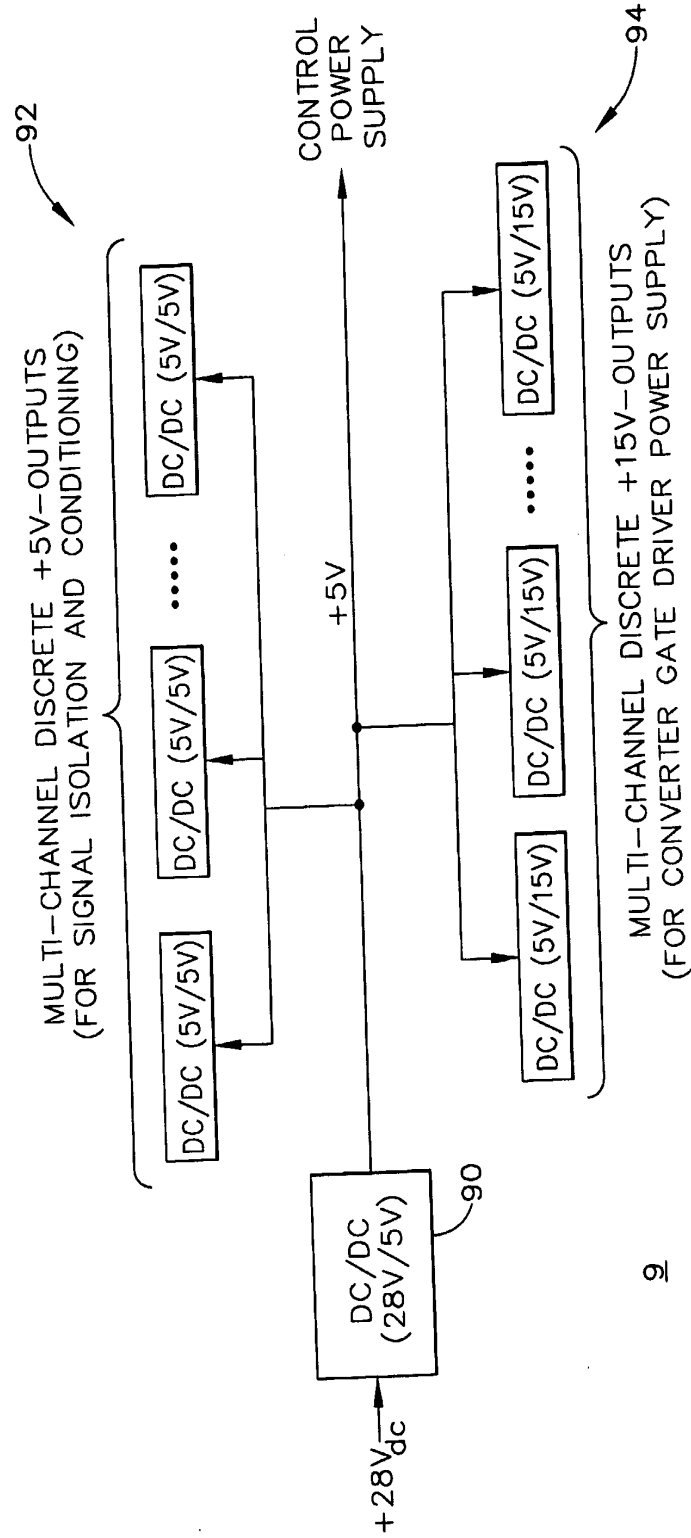 92
MULTI-CHANNEL DISCRETE +5V-OUTPUTS
(FOR SIGNAL ISOLATION AND CONDITIONING)
DC/DC (5V/5V)
DC/DC (5V/5V)
.....
DC/DC (5V/5V)
+28Vdc
DC/DC
(28V/5V)
90
+5V
CONTROL
POWER
SUPPLY
DC/DC (5V/15V)
DC/DC (5V/15V)
.....
DC/DC (5V/15V)
94
MULTI-CHANNEL DISCRETE +15V-OUTPUTS
(FOR CONVERTER GATE DRIVER POWER SUPPLY)
9